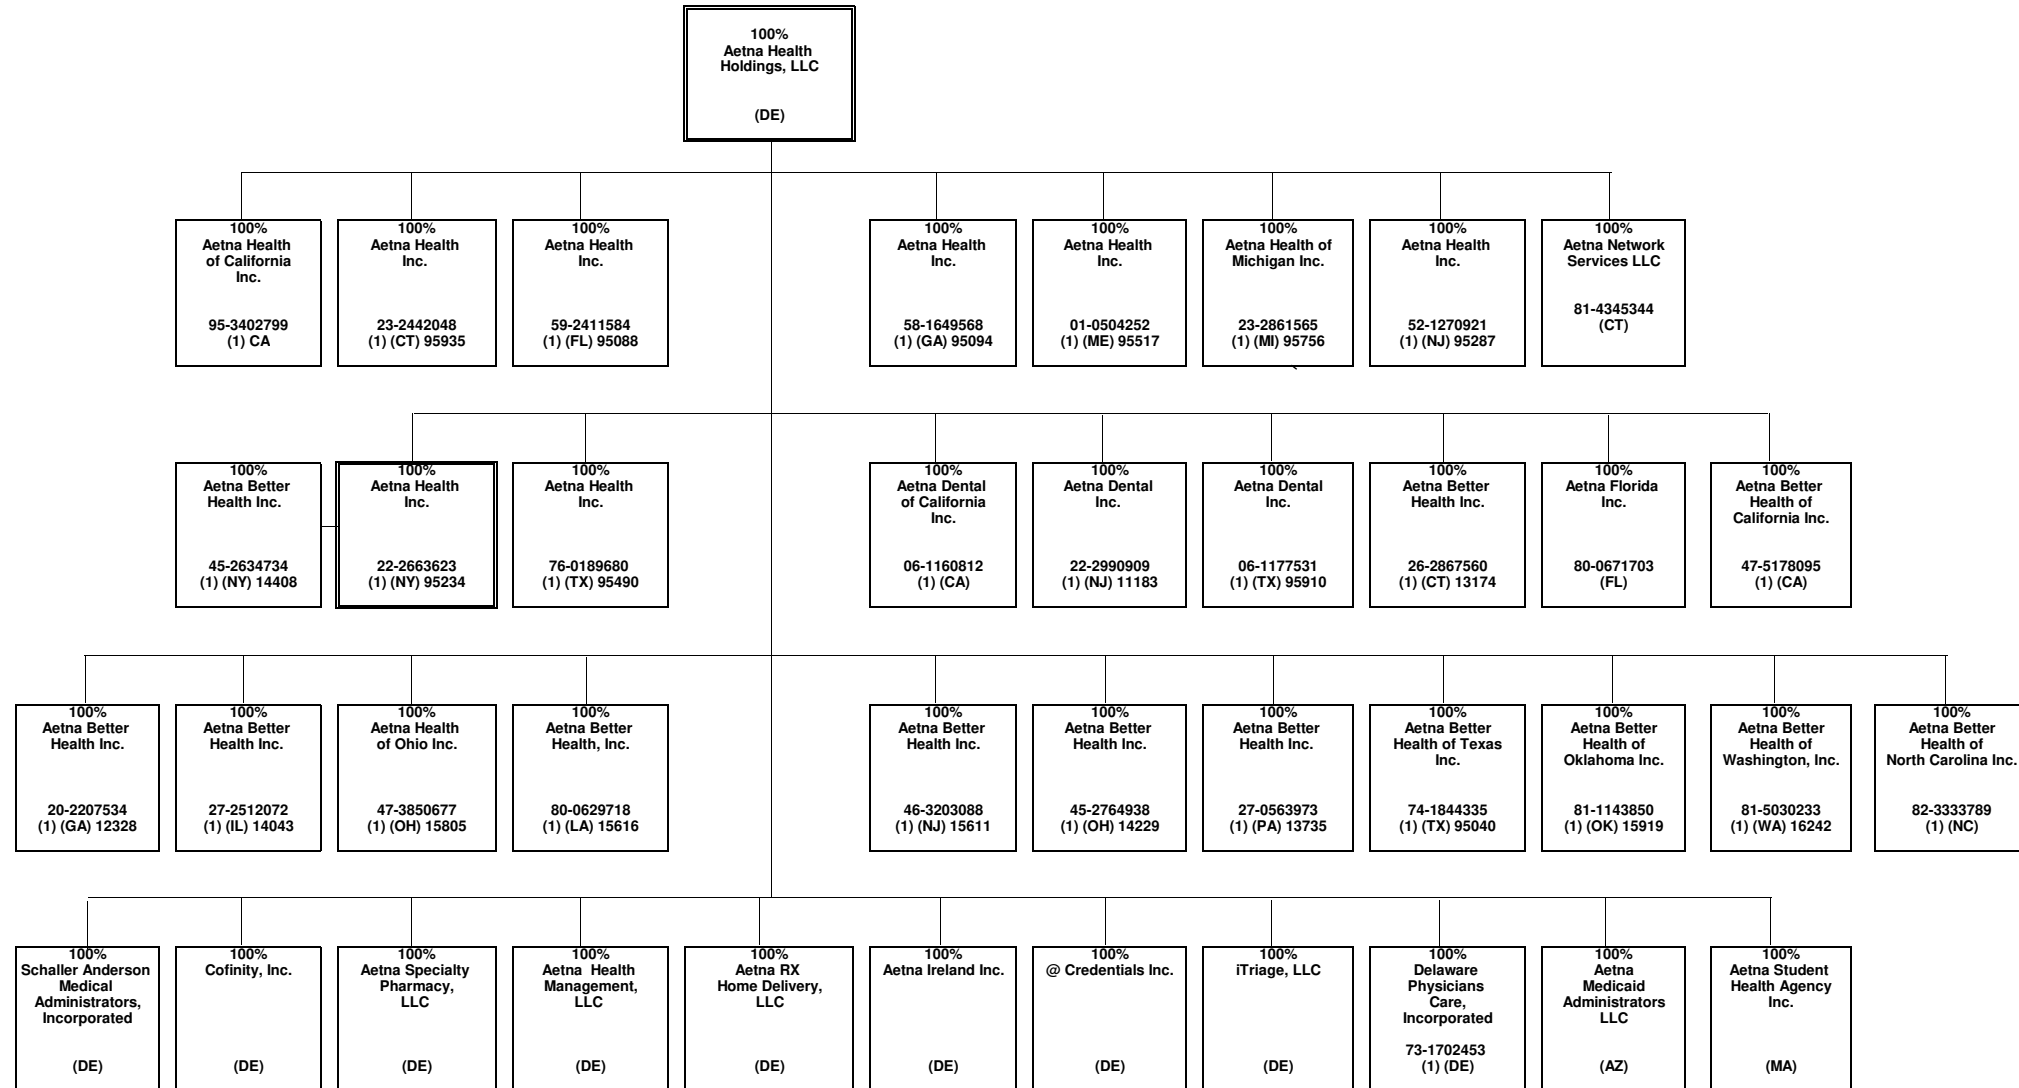 100%
Aetna Health
Holdings, LLC
(DE)
100%
Aetna Health
of California
Inc.
95-3402799
(1) CA
100%
Aetna Health
Inc.
23-2442048
(1) (CT) 95935
100%
Aetna Health
Inc.
59-2411584
(1) (FL) 95088
100%
Aetna Health
Inc.
58-1649568
(1) (GA) 95094
100%
Aetna Health
Inc.
01-0504252
(1) (ME) 95517
100%
Aetna Health of
Michigan Inc.
23-2861565
(1) (MI) 95756
100%
Aetna Health
Inc.
52-1270921
(1) (NJ) 95287
100%
Aetna Network
Services LLC
81-4345344
(CT)
100%
Aetna Better
Health Inc.
45-2634734
(1) (NY) 14408
100%
Aetna Health
Inc.
22-2663623
(1) (NY) 95234
100%
Aetna Health
Inc.
76-0189680
(1) (TX) 95490
100%
Aetna Dental
of California
Inc.
06-1160812
(1) (CA)
100%
Aetna Dental
Inc.
22-2990909
(1) (NJ) 11183
100%
Aetna Dental
Inc.
06-1177531
(1) (TX) 95910
100%
Aetna Better
Health Inc.
26-2867560
(1) (CT) 13174
100%
Aetna Florida
Inc.
80-0671703
(FL)
100%
Aetna Better
Health of
California Inc.
47-5178095
(1) (CA)
100%
Aetna Better
Health Inc.
20-2207534
(1) (GA) 12328
100%
Aetna Better
Health Inc.
27-2512072
(1) (IL) 14043
100%
Aetna Health
of Ohio Inc.
47-3850677
(1) (OH) 15805
100%
Aetna Better
Health, Inc.
80-0629718
(1) (LA) 15616
100%
Aetna Better
Health Inc.
46-3203088
(1) (NJ) 15611
100%
Aetna Better
Health Inc.
45-2764938
(1) (OH) 14229
100%
Aetna Better
Health Inc.
27-0563973
(1) (PA) 13735
100%
Aetna Better
Health of Texas
Inc.
74-1844335
(1) (TX) 95040
100%
Aetna Better
Health of
Oklahoma Inc.
81-1143850
(1) (OK) 15919
100%
Aetna Better
Health of
Washington, Inc.
81-5030233
(1) (WA) 16242
100%
Aetna Better
Health of
North Carolina Inc.
82-3333789
(1) (NC)
100%
Schaller Anderson
Medical
Administrators,
Incorporated
(DE)
100%
Cofinity, Inc.
(DE)
100%
Aetna Specialty
Pharmacy,
LLC
(DE)
100%
Aetna Health
Management,
LLC
(DE)
100%
Aetna RX
Home Delivery,
LLC
(DE)
100%
Aetna Ireland Inc.
(DE)
100%
@ Credentials Inc.
(DE)
100%
iTriage, LLC
(DE)
100%
Delaware
Physicians
Care,
Incorporated
73-1702453
(1) (DE)
100%
Aetna
Medicaid
Administrators
LLC
(AZ)
100%
Aetna Student
Health Agency
Inc.
(MA)